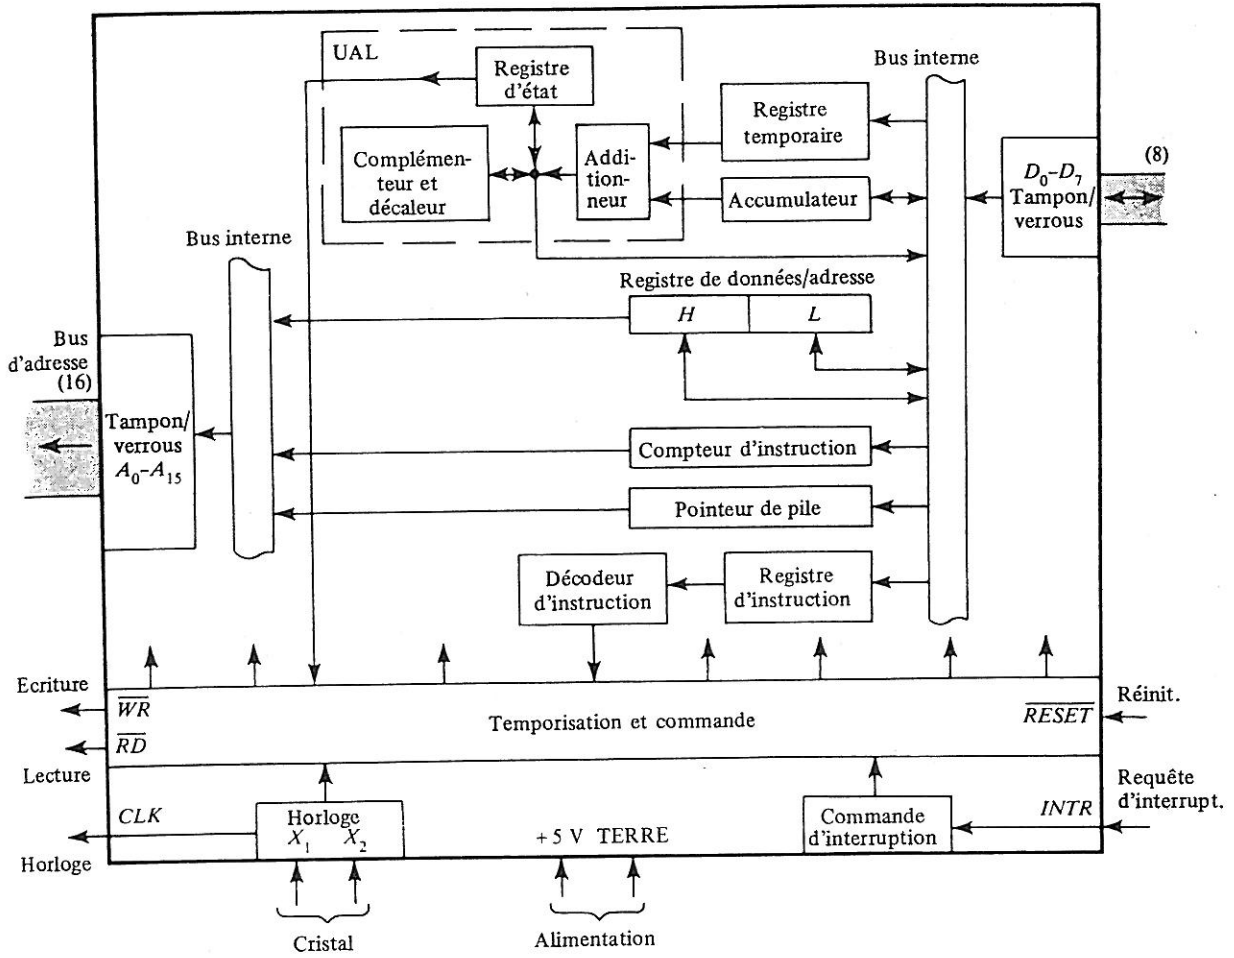 UAL
Registre
d'état
Bus interne
Registre
temporaire
Complémen-
teur et
décaleur
Addi-
tion-
neur
Accumulateur
D₀–D₇
Tampon/
verrous
(8)
Bus interne
Registre de données/adresse
H
L
Bus
d'adresse
(16)
Tampon/
verrous
A₀–A₁₅
Compteur d'instruction
Pointeur de pile
Décodeur
d'instruction
Registre
d'instruction
Ecriture
W̅R̅
R̅D̅
Lecture
Temporisation et commande
R̅E̅S̅E̅T̅
Réinit.
Requête
d'interrupt.
CLK
Horloge
Horloge
X₁ X₂
+5 V TERRE
Commande
d'interruption
INTR
Cristal
Alimentation